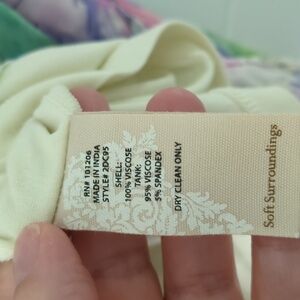 RN# 101206
MADE IN INDIA
STYLE# 2DC95
SHELL:
100% VISCOSE
TANK:
95% VISCOSE
5% SPANDEX
DRY CLEAN ONLY
Soft Surroundings